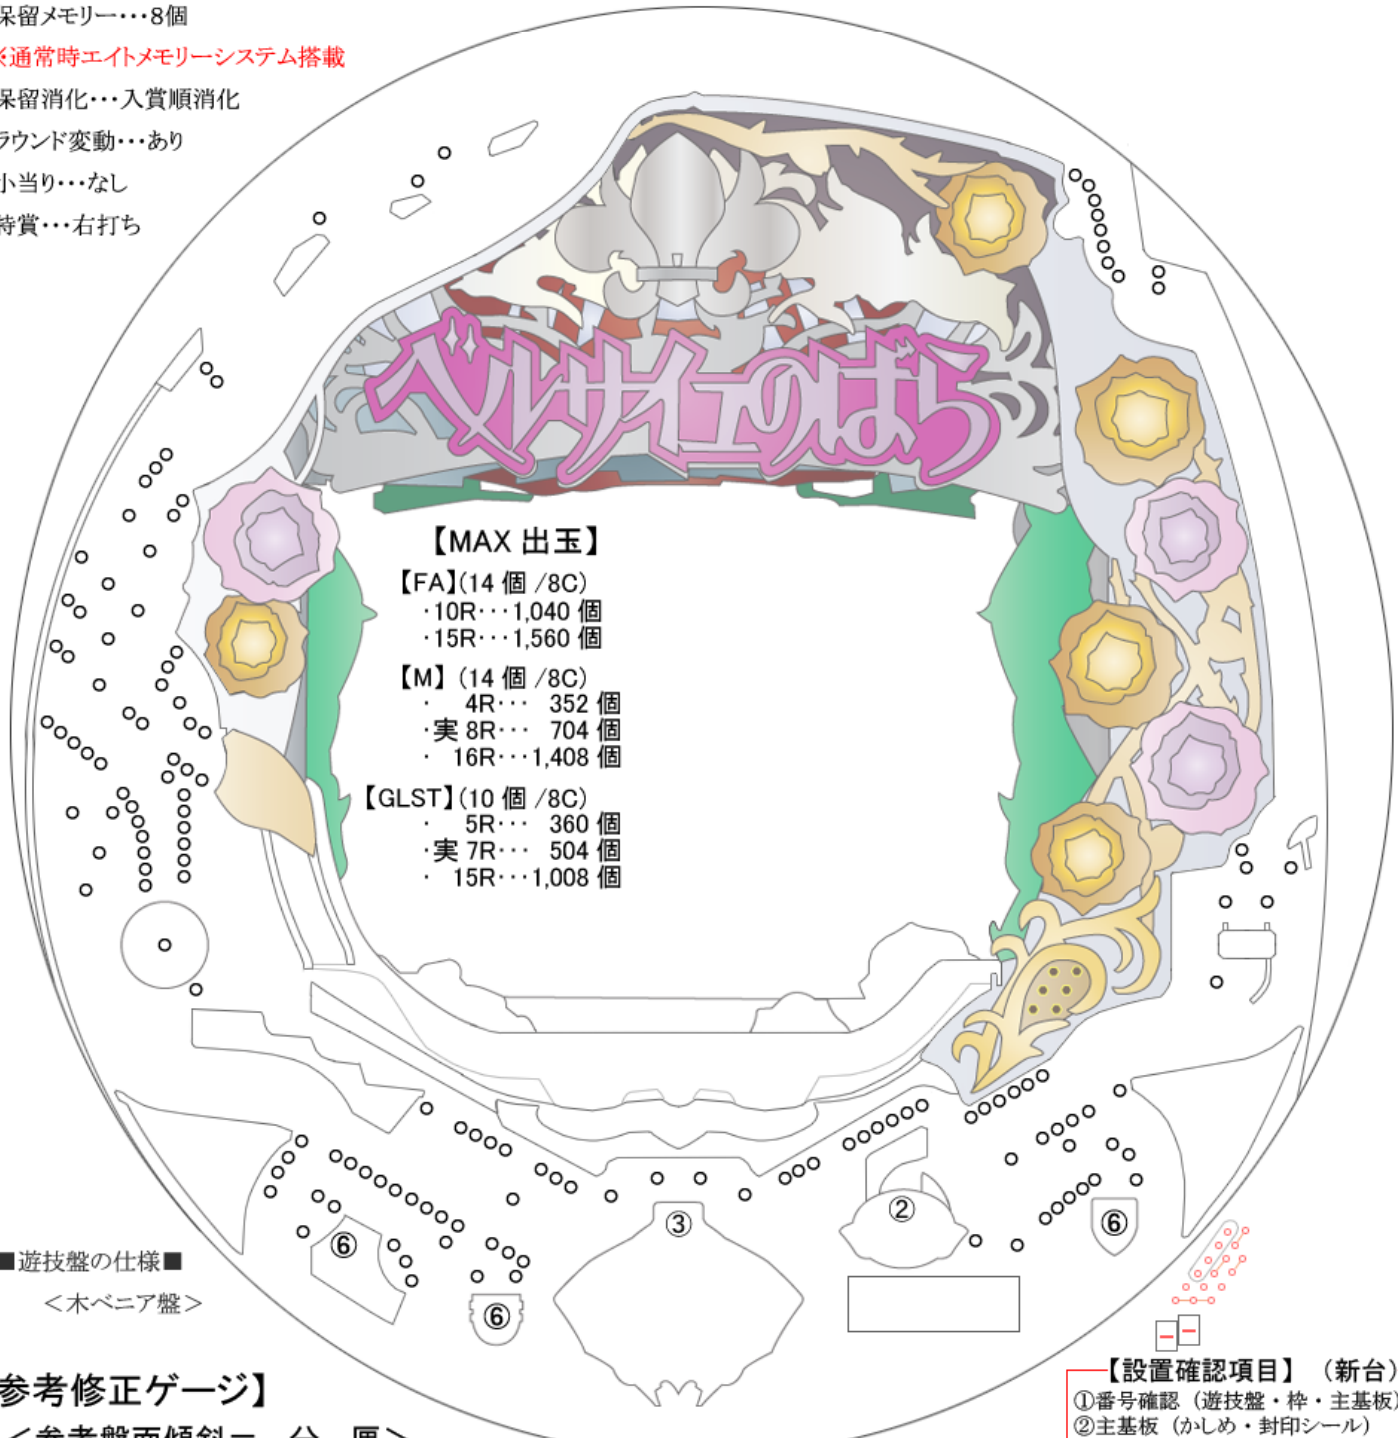 保留メモリー･･･8個
※通常時エイトメモリーシステム搭載
保留消化･･･入賞順消化
ラウンド変動･･･あり
小当り･･･なし
特賞･･･右打ち
ベルサイユのばら
【MAX 出玉】
【FA】(14 個 /8C)
･10R･･･1,040 個
･15R･･･1,560 個
【M】 (14 個 /8C)
･ 4R･･･ 352 個
･実 8R･･･ 704 個
･ 16R･･･1,408 個
【GLST】(10 個 /8C)
･ 5R･･･ 360 個
･実 7R･･･ 504 個
･ 15R･･･1,008 個
②
③
⑥
⑥
⑥
■遊技盤の仕様■
＜木ベニア盤＞
参考修正ゲージ】
＜参考盤面傾斜＝ 分 厘＞
【設置確認項目】 （新台）
①番号確認（遊技盤・枠・主基板）
②主基板（かしめ・封印シール）